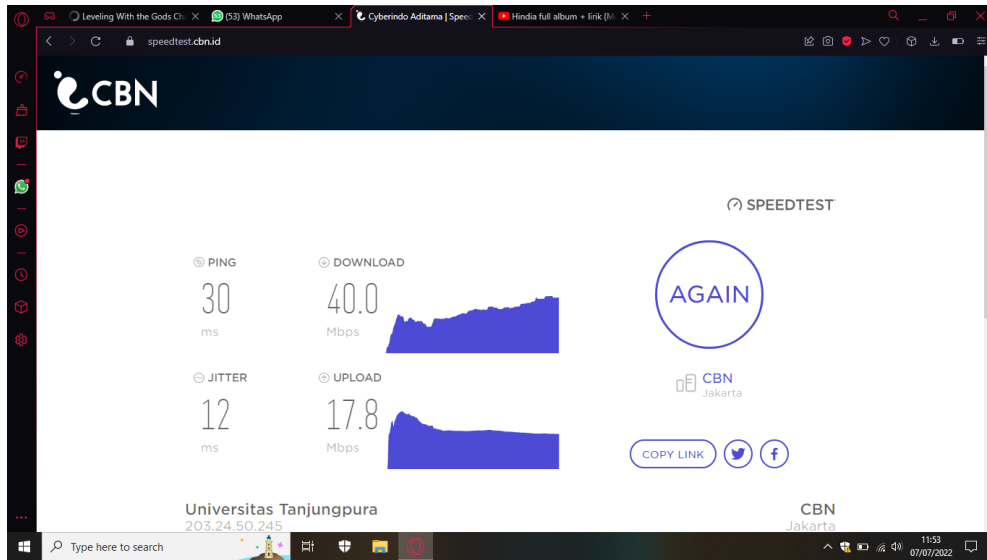 Leveling With the Gods Ch
(53) WhatsApp
Cyberindo Aditama | Speed
Hindia full album + lirik (M
speedtest.cbn.id
CBN
SPEEDTEST
PING
30
ms
DOWNLOAD
40.0
Mbps
AGAIN
JITTER
12
ms
UPLOAD
17.8
Mbps
CBN
Jakarta
COPY LINK
Universitas Tanjungpura
203.24.50.245
CBN
Jakarta
Type here to search
11:53
07/07/2022